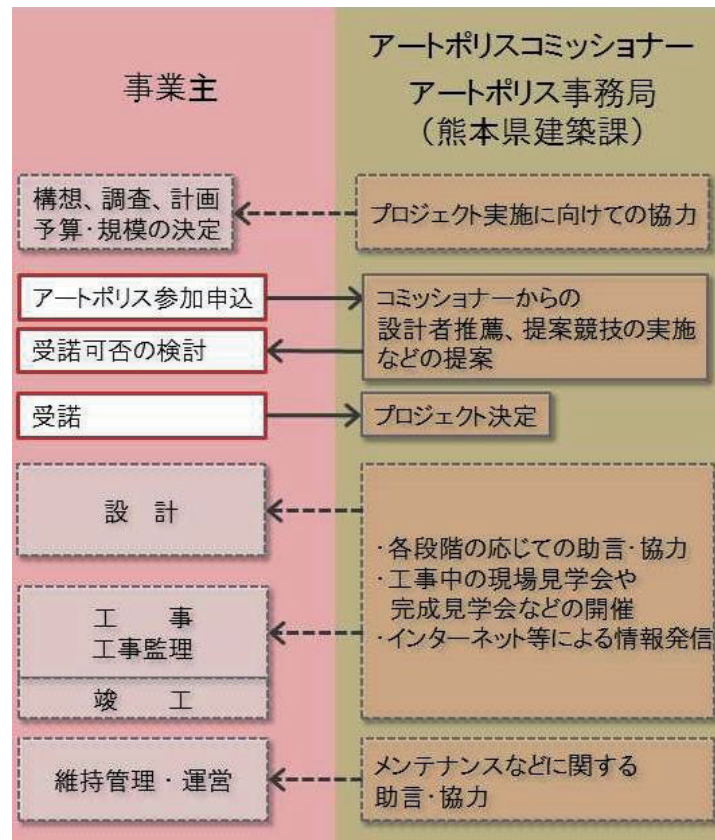 事業主
アートポリスコミッショナー
アートポリス事務局
（熊本県建築課）
構想、調査、計画
予算・規模の決定
プロジェクト実施に向けての協力
アートポリス参加申込
コミッショナーからの
設計者推薦、提案競技の実施
などの提案
受諾可否の検討
受諾
プロジェクト決定
設　計
・各段階の応じての助言・協力
・工事中の現場見学会や
完成見学会などの開催
・インターネット等による情報発信
工　事
工事監理
竣　工
維持管理・運営
メンテナンスなどに関する
助言・協力